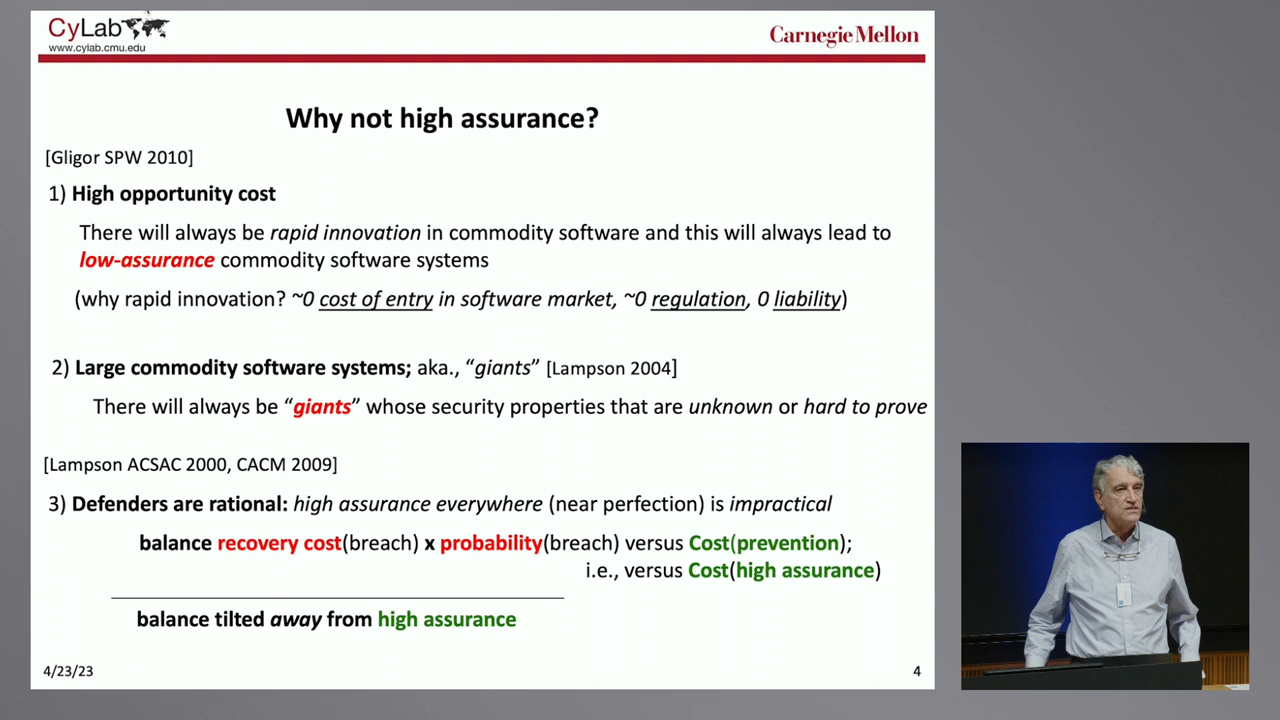 CyLab
www.cylab.cmu.edu
Carnegie Mellon
Why not high assurance?
[Gligor SPW 2010]
1) High opportunity cost
There will always be rapid innovation in commodity software and this will always lead to
low-assurance commodity software systems
(why rapid innovation? ~0 cost of entry in software market, ~0 regulation, 0 liability)
2) Large commodity software systems; aka., “giants” [Lampson 2004]
There will always be “giants” whose security properties that are unknown or hard to prove
[Lampson ACSAC 2000, CACM 2009]
3) Defenders are rational: high assurance everywhere (near perfection) is impractical
balance recovery cost(breach) x probability(breach) versus Cost(prevention);
i.e., versus Cost(high assurance)
balance tilted away from high assurance
4/23/23
4